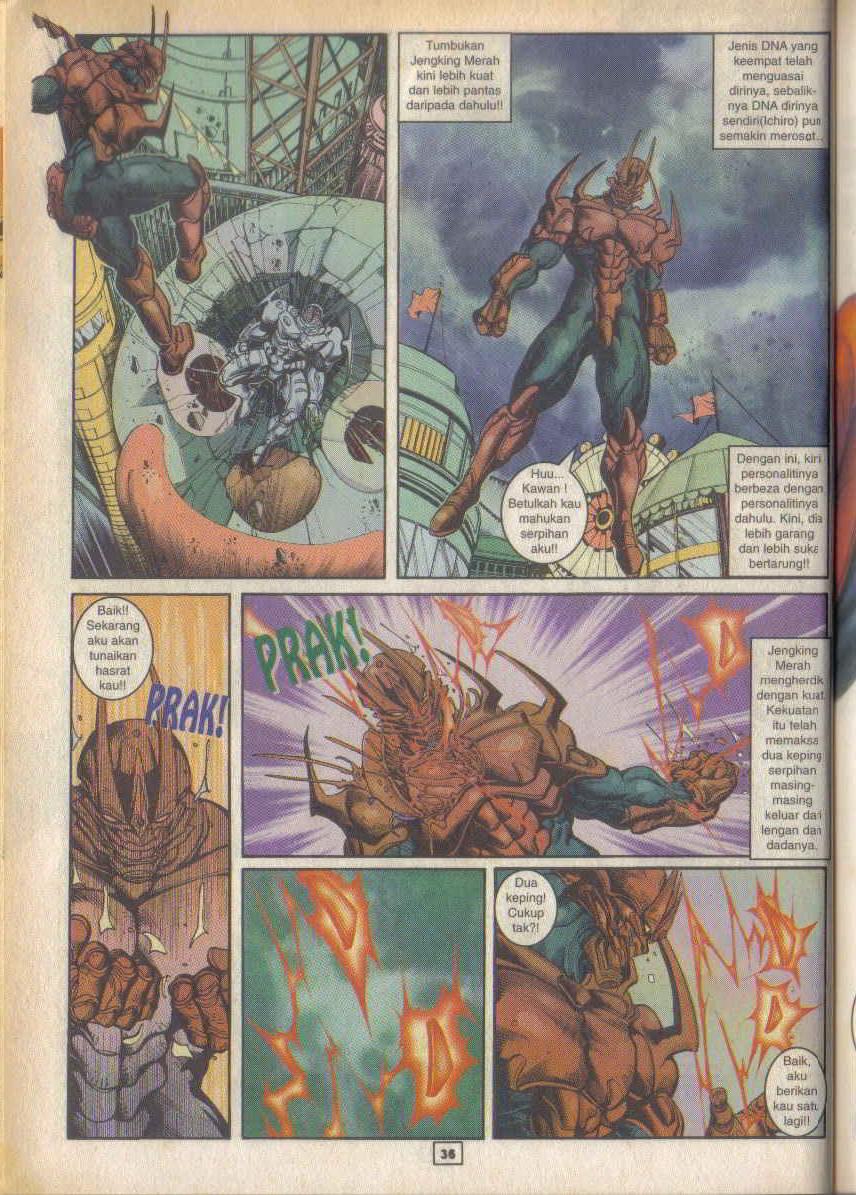 Tumbukan
Jengking Merah
kini lebih kuat
dan lebih pantas
daripada dahulu!!
Jenis DNA yang
keempat telah
menguasai
dirinya, sebalik-
nya DNA dirinya
sendiri(Ichiro) pun
semakin merosot..
Huu...
Kawan !
Betulkah kau
mahukan
serpihan
aku!!
Dengan ini, kini
personalitinya
berbeza dengan
personalitinya
dahulu. Kini, dia
lebih garang
dan lebih suka
bertarung!!
Baik!!
Sekarang
aku akan
tunaikan
hasrat
kau!!
PRAK!
PRAK!
Jengking
Merah
mengherdik
dengan kuat.
Kekuatan
itu telah
memaksa
dua keping
serpihan
masing-
masing
keluar dari
lengan dan
dadanya.
Dua
keping!
Cukup
tak?!
Baik,
aku
berikan
kau satu
lagi!!
36